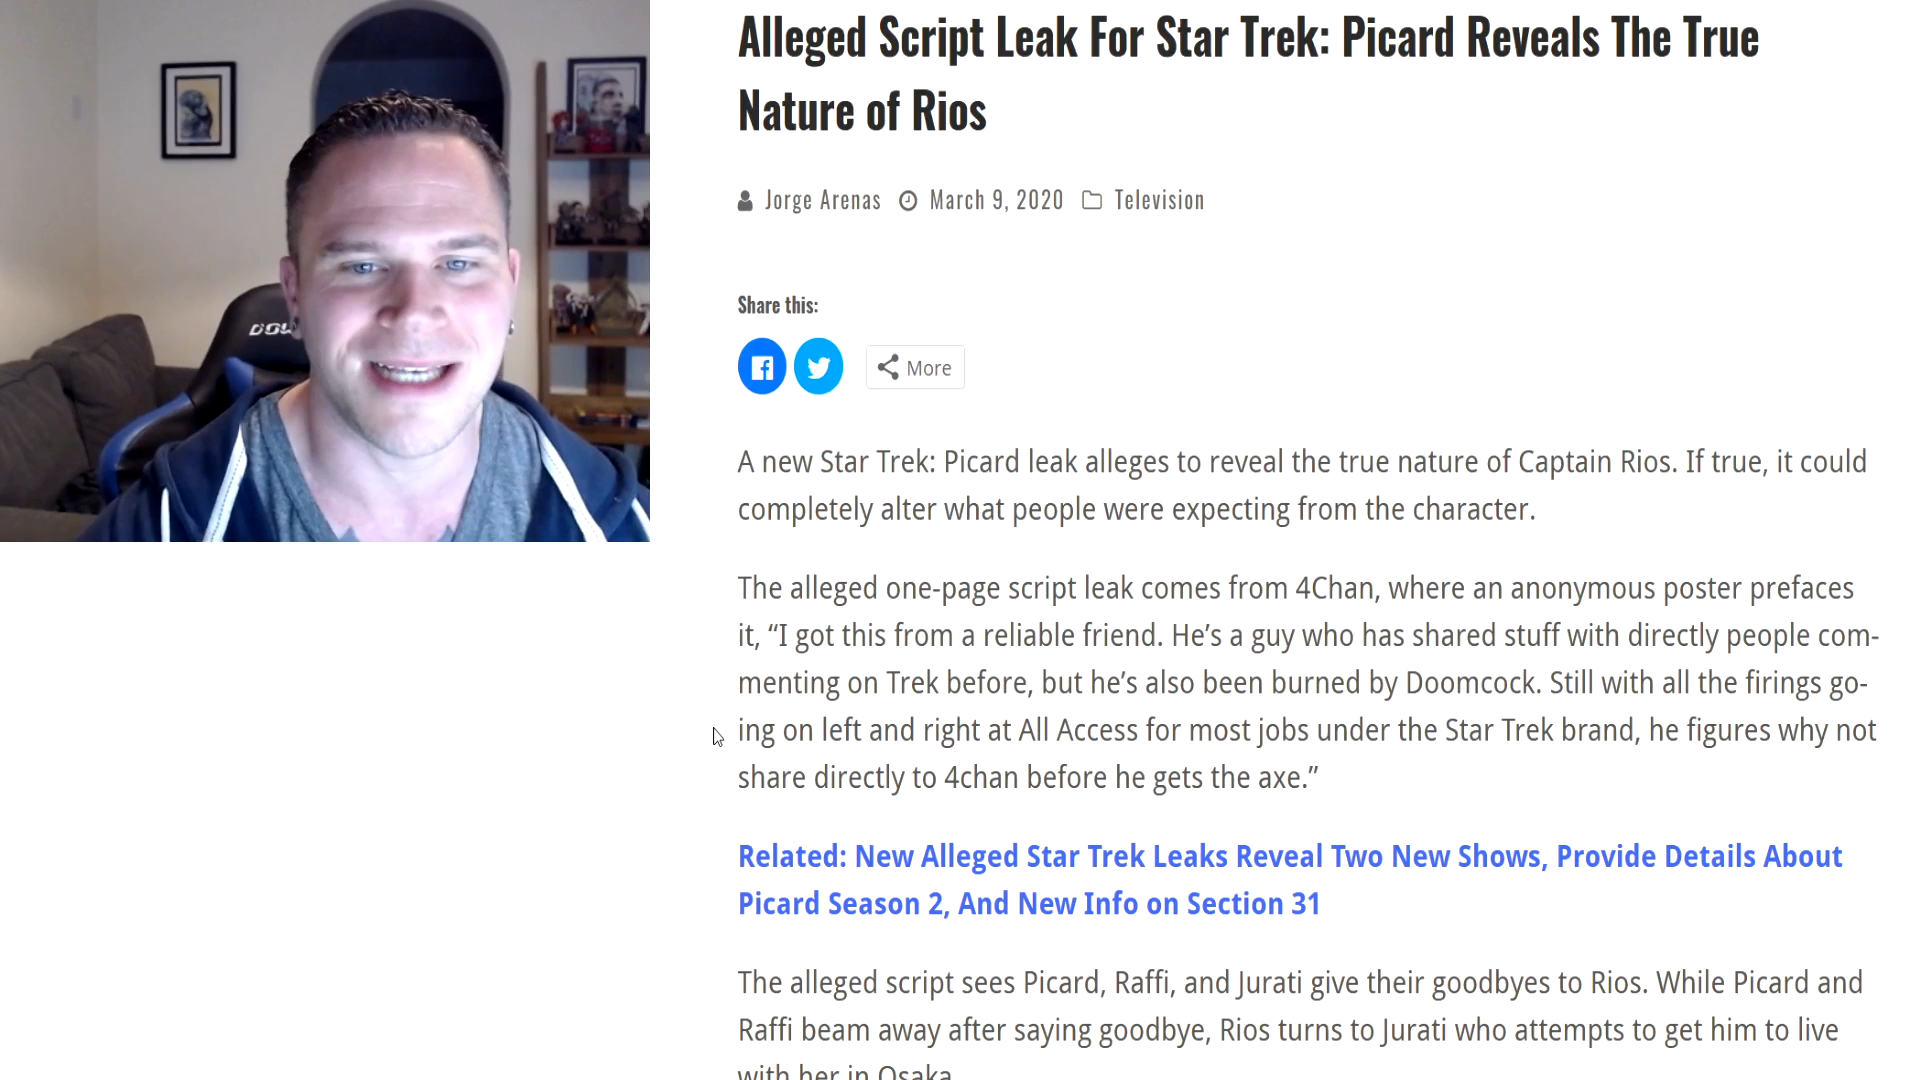 Alleged Script Leak For Star Trek: Picard Reveals The True
Nature of Rios
Jorge Arenas March 9, 2020 Television
Share this:
More
A new Star Trek: Picard leak alleges to reveal the true nature of Captain Rios. If true, it could
completely alter what people were expecting from the character.
The alleged one-page script leak comes from 4Chan, where an anonymous poster prefaces
it, “I got this from a reliable friend. He’s a guy who has shared stuff with directly people com-
menting on Trek before, but he’s also been burned by Doomcock. Still with all the firings go-
ing on left and right at All Access for most jobs under the Star Trek brand, he figures why not
share directly to 4chan before he gets the axe.”
Related: New Alleged Star Trek Leaks Reveal Two New Shows, Provide Details About
Picard Season 2, And New Info on Section 31
The alleged script sees Picard, Raffi, and Jurati give their goodbyes to Rios. While Picard and
Raffi beam away after saying goodbye, Rios turns to Jurati who attempts to get him to live
with her in Osaka.